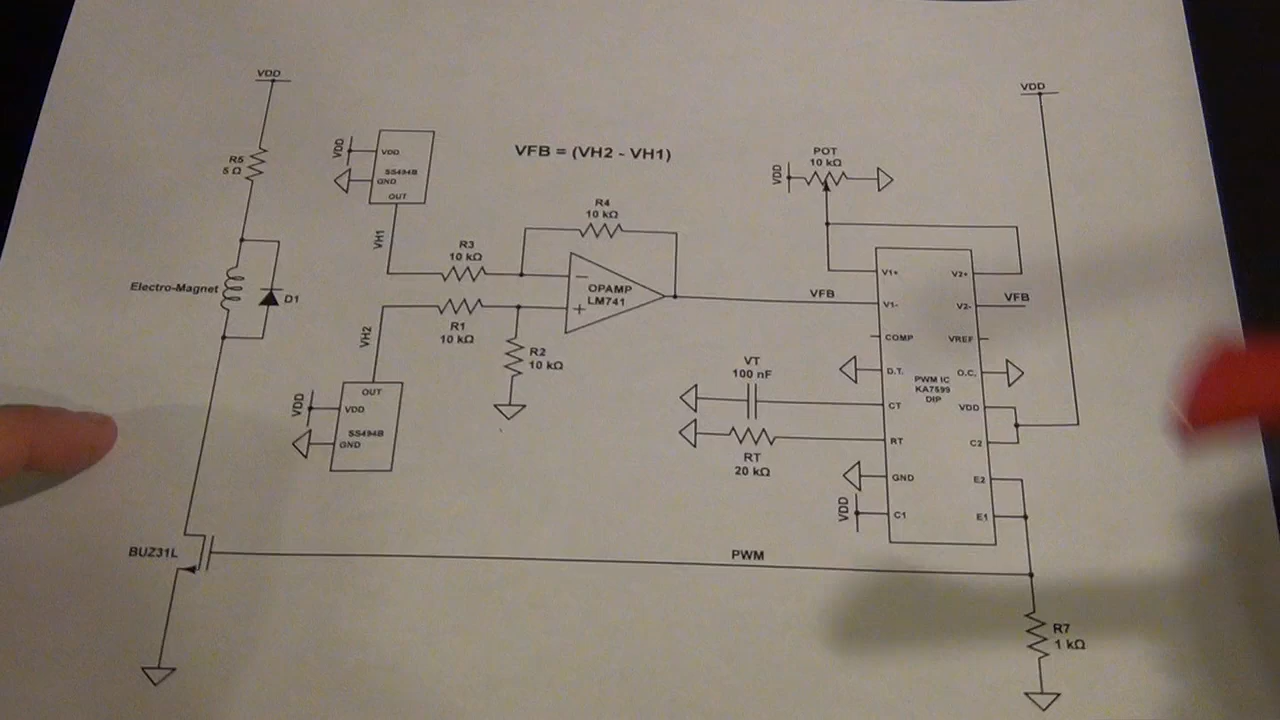 VDD
R5
5 Ω
Electro-Magnet
D1
BUZ31L
VDD
VDD
SS494B
GND
OUT
VH1
VFB = (VH2 - VH1)
R3
10 kΩ
R4
10 kΩ
OPAMP
LM741
R1
10 kΩ
R2
10 kΩ
VH2
OUT
VDD
VDD
SS494B
GND
VFB
POT
10 kΩ
VDD
VDD
V1+
V2+
V1-
V2-
VFB
COMP
VREF
D.T.
O.C.
PWM IC
KA7599
DIP
VT
100 nF
CT
VDD
RT
C2
RT
20 kΩ
GND
E2
VDD
C1
E1
PWM
R7
1 kΩ